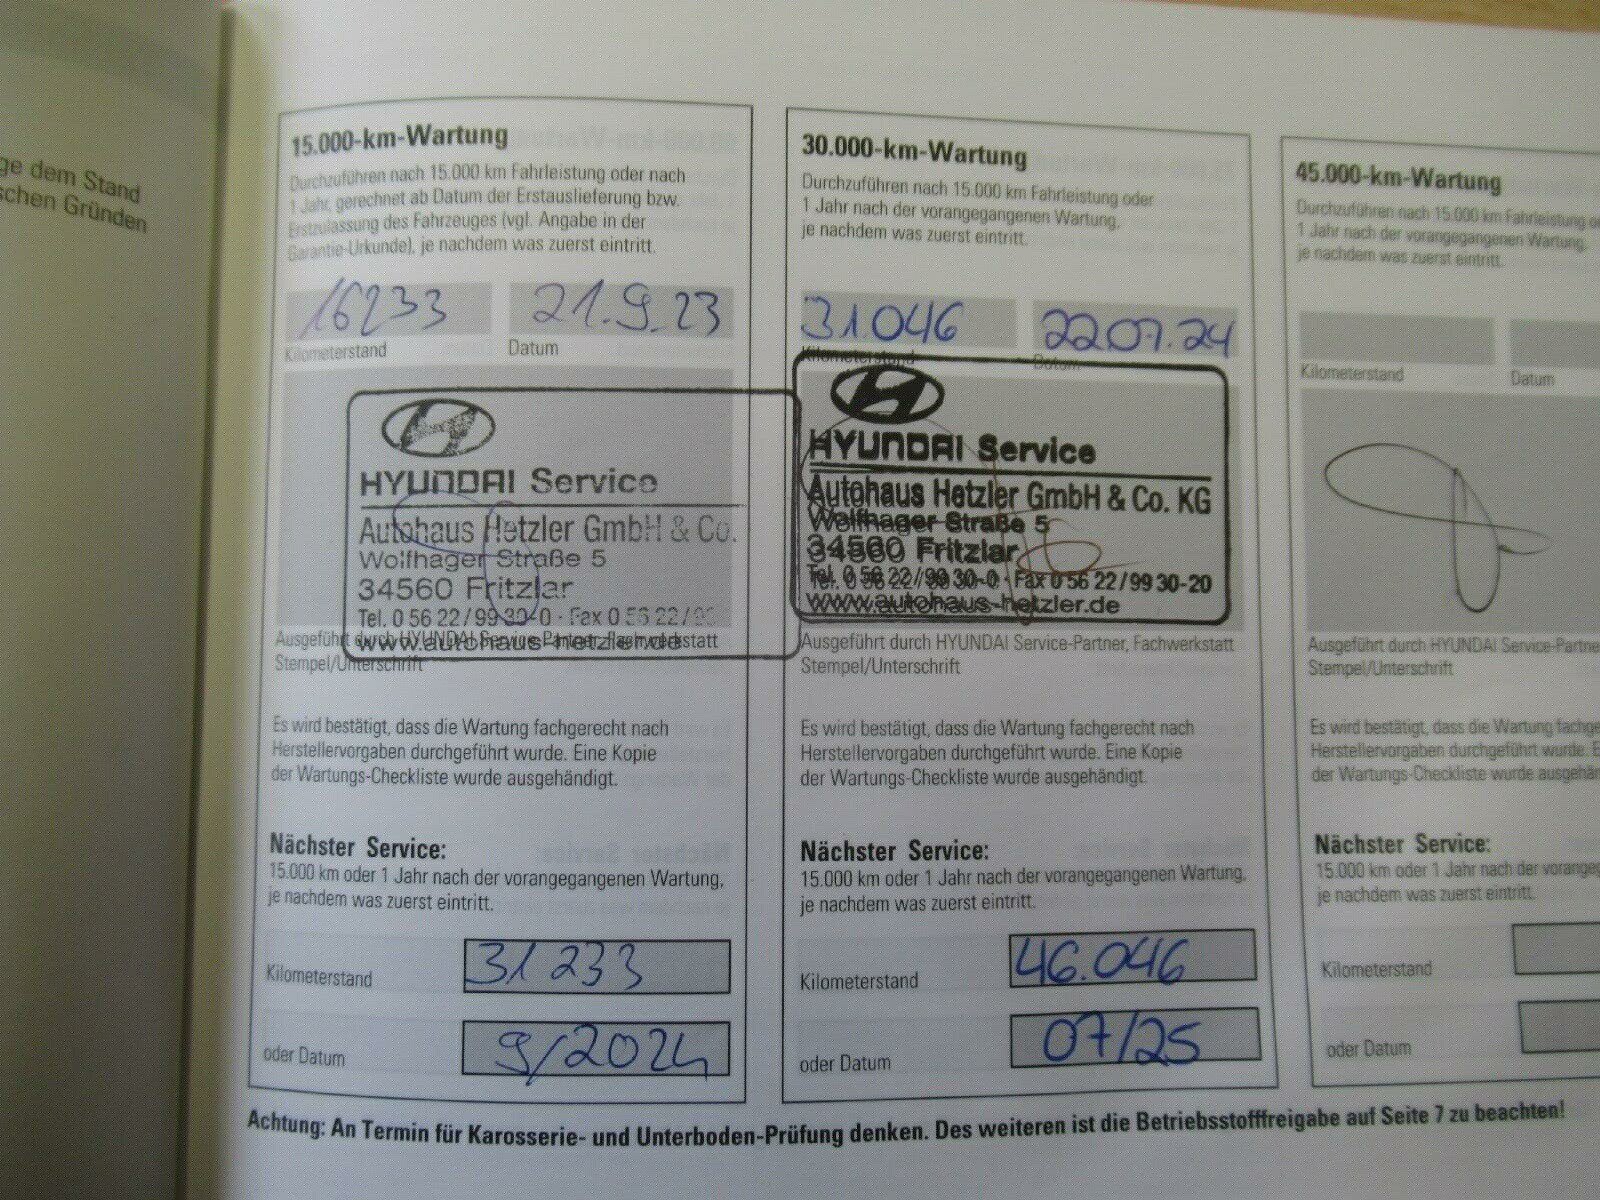 ge dem Stand
schen Gründen
15.000-km-Wartung
Durchzuführen nach 15.000 km Fahrleistung oder nach
1 Jahr, gerechnet ab Datum der Erstauslieferung bzw.
Erstzulassung des Fahrzeuges (vgl. Angabe in der
Garantie-Urkunde), je nachdem was zuerst eintritt.
16233 21.9.23
Kilometerstand Datum
HYUNDAI Service
Autohaus Hetzler GmbH & Co.
Wolfhager Straße 5
34560 Fritzlar
Tel. 0 56 22/99 30-0 · Fax 0 56 22/99
Ausgeführt durch HYUNDAI Service-Partner, Fachwerkstatt
www.autohaus-hetzler.de
Stempel/Unterschrift
Es wird bestätigt, dass die Wartung fachgerecht nach
Herstellervorgaben durchgeführt wurde. Eine Kopie
der Wartungs-Checkliste wurde ausgehändigt.
Nächster Service:
15.000 km oder 1 Jahr nach der vorangegangenen Wartung,
je nachdem was zuerst eintritt.
Kilometerstand 31233
oder Datum 9/2024
30.000-km-Wartung
Durchzuführen nach 15.000 km Fahrleistung oder
1 Jahr nach der vorangegangenen Wartung,
je nachdem was zuerst eintritt.
31.046 22.07.24
Kilometerstand Datum
HYUNDAI Service
Autohaus Hetzler GmbH & Co. KG
Wolfhager Straße 5
34560 Fritzlar
Tel. 0 56 22/99 30-0 · Fax 0 56 22/99 30-20
www.autohaus-hetzler.de
Ausgeführt durch HYUNDAI Service-Partner, Fachwerkstatt
Stempel/Unterschrift
Es wird bestätigt, dass die Wartung fachgerecht nach
Herstellervorgaben durchgeführt wurde. Eine Kopie
der Wartungs-Checkliste wurde ausgehändigt
Nächster Service:
15.000 km oder 1 Jahr nach der vorangegangenen Wartung,
je nachdem was zuerst eintritt.
Kilometerstand 46.046
oder Datum 07/25
45.000-km-Wartung
Durchzuführen nach 15.000 km Fahrleistung o
1 Jahr nach der vorangegangenen Wartung,
je nachdem was zuerst eintritt.
Kilometerstand Datum
Ausgeführt durch HYUNDAI Service-Partne
Stempel/Unterschrift
Es wird bestätigt, dass die Wartung fachge
Herstellervorgaben durchgeführt wurde. E
der Wartungs-Checkliste wurde ausgehän
Nächster Service:
15.000 km oder 1 Jahr nach der vorangeg
je nachdem was zuerst eintritt.
Kilometerstand
oder Datum
Achtung: An Termin für Karosserie- und Unterboden-Prüfung denken. Des weiteren ist die Betriebsstofffreigabe auf Seite 7 zu beachten!